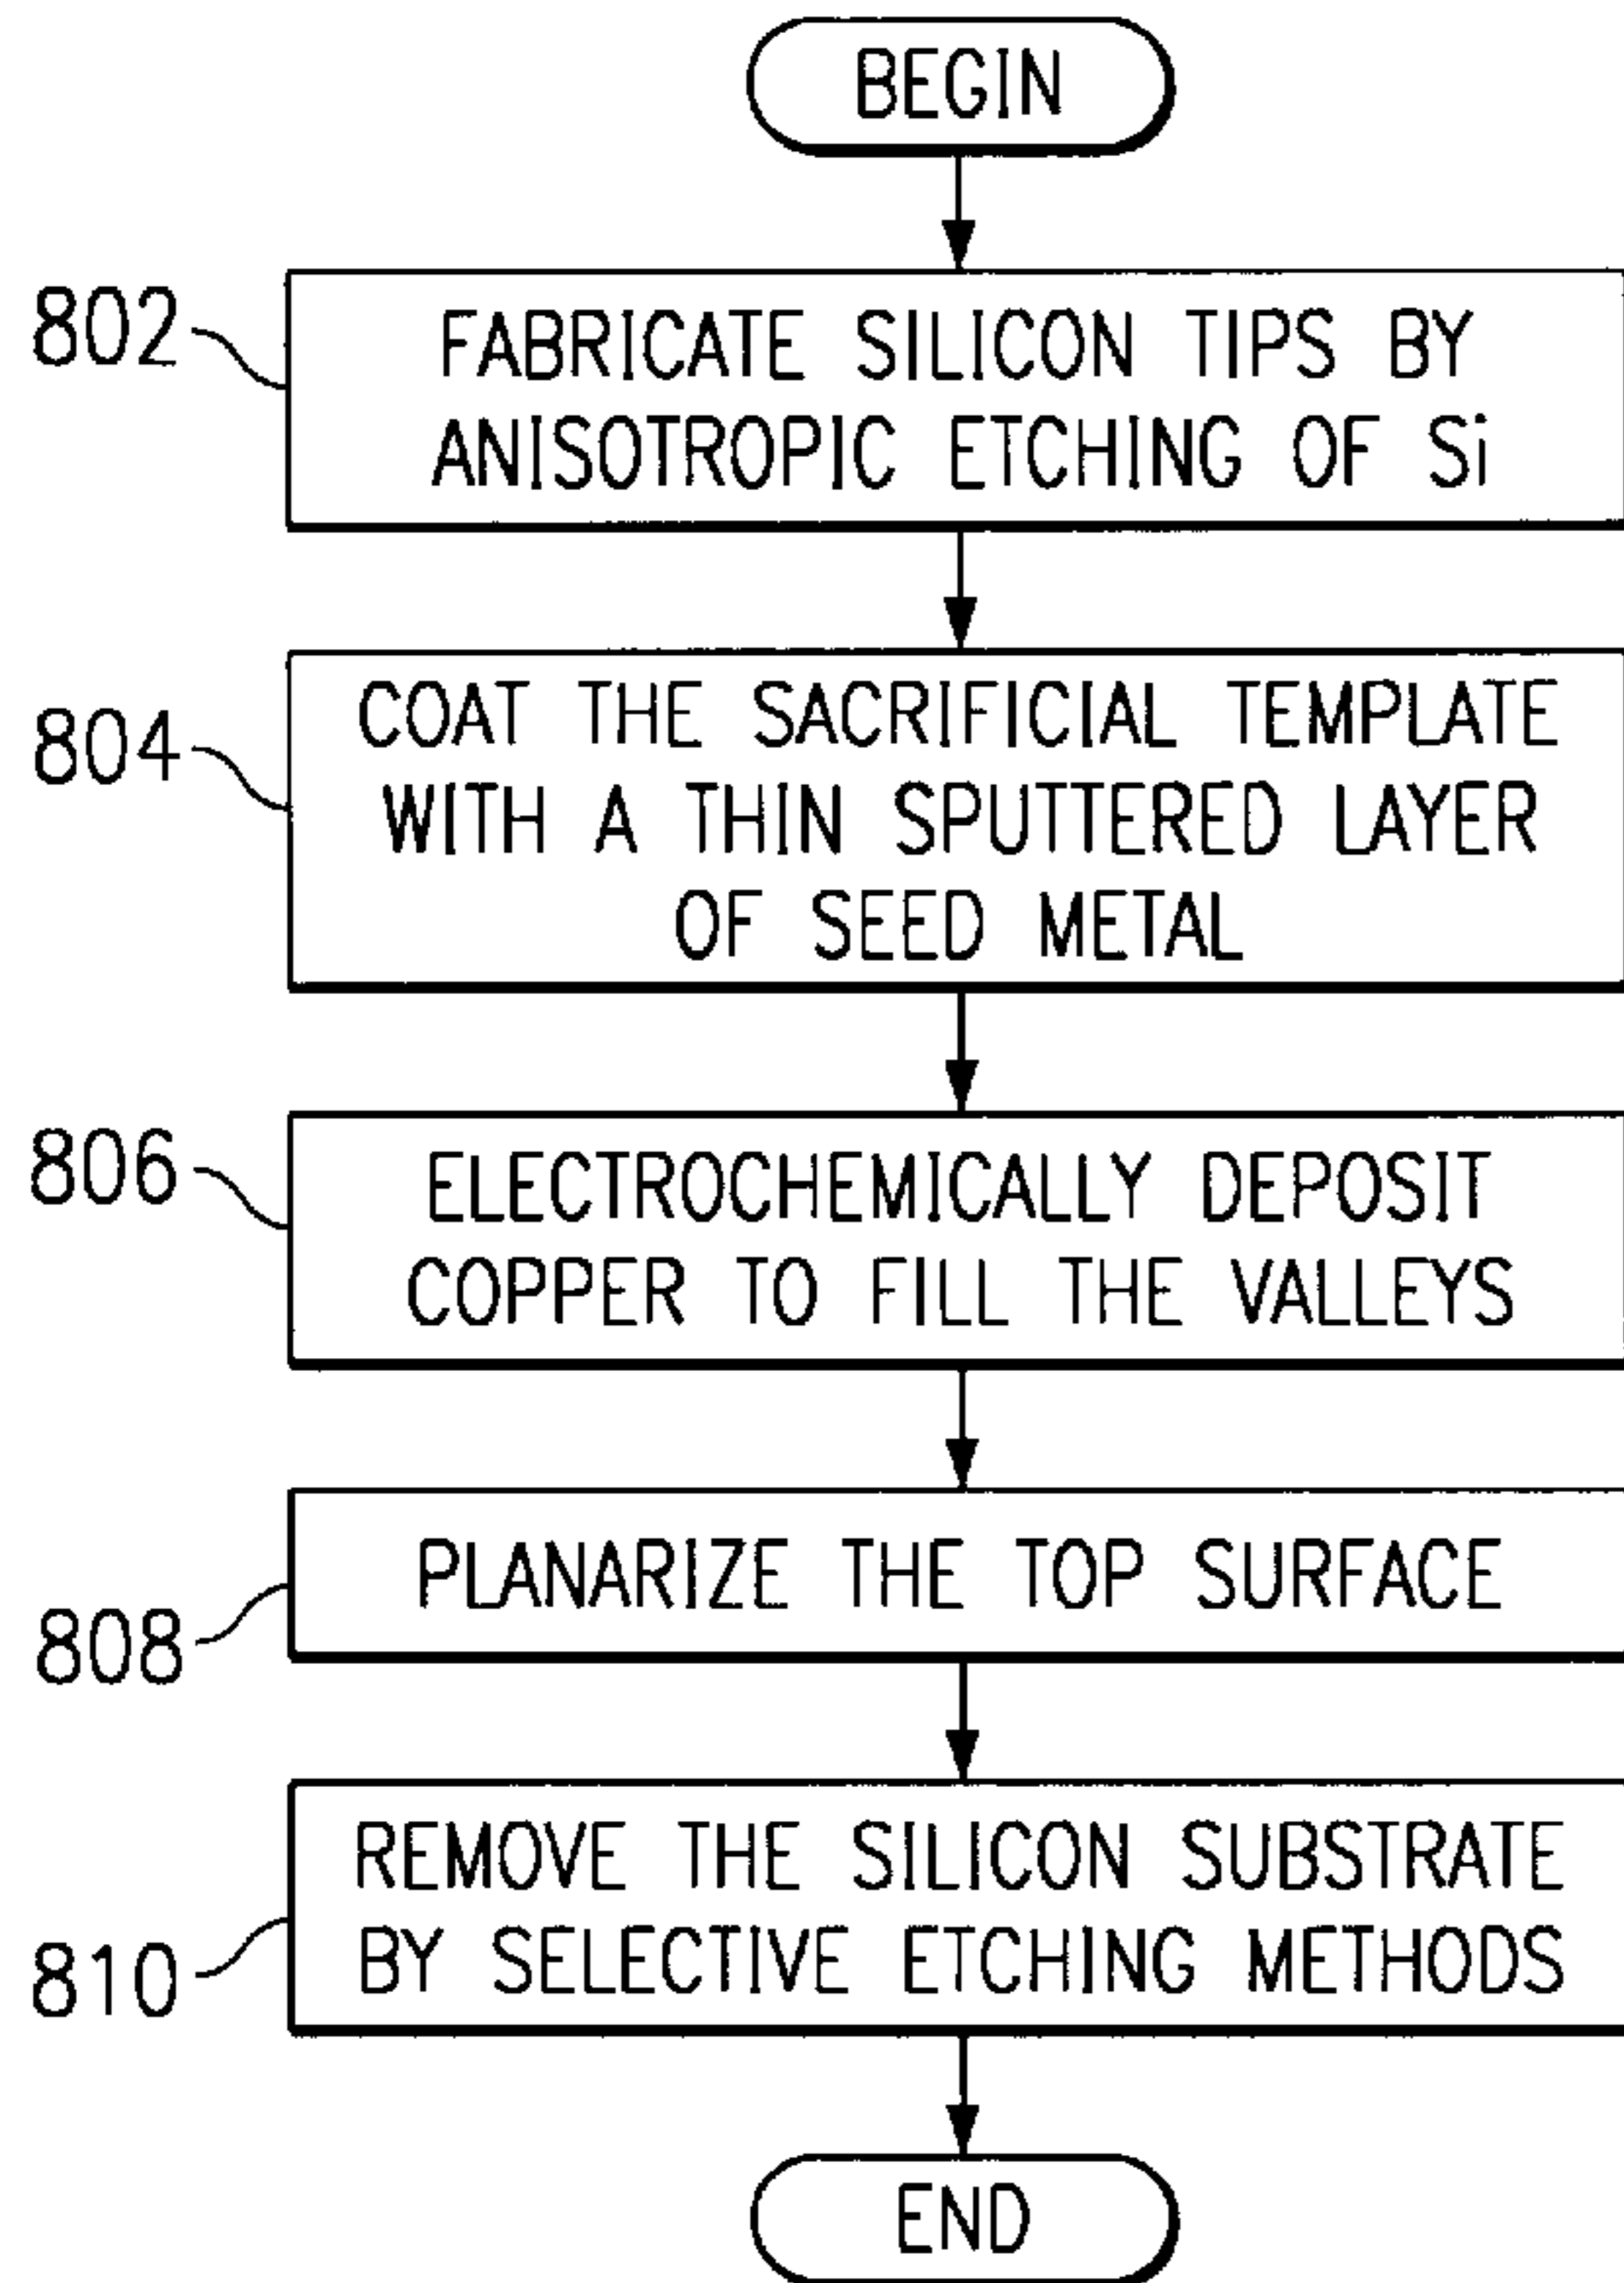 BEGIN
802
FABRICATE SILICON TIPS BY
ANISOTROPIC ETCHING OF Si
804
COAT THE SACRIFICIAL TEMPLATE
WITH A THIN SPUTTERED LAYER
OF SEED METAL
806
ELECTROCHEMICALLY DEPOSIT
COPPER TO FILL THE VALLEYS
808
PLANARIZE THE TOP SURFACE
810
REMOVE THE SILICON SUBSTRATE
BY SELECTIVE ETCHING METHODS
END